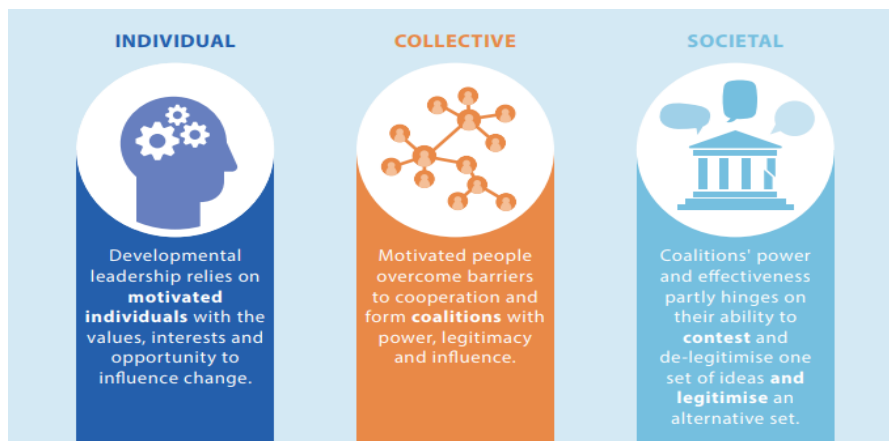 INDIVIDUAL
Developmental
leadership relies on
motivated
individuals with the
values, interests and
opportunity to
influence change.
COLLECTIVE
Motivated people
overcome barriers
to cooperation and
form coalitions with
power, legitimacy
and influence.
SOCIETAL
Coalitions' power
and effectiveness
partly hinges on
their ability to
contest and
de-legitimise one
set of ideas and
legitimise an
alternative set.